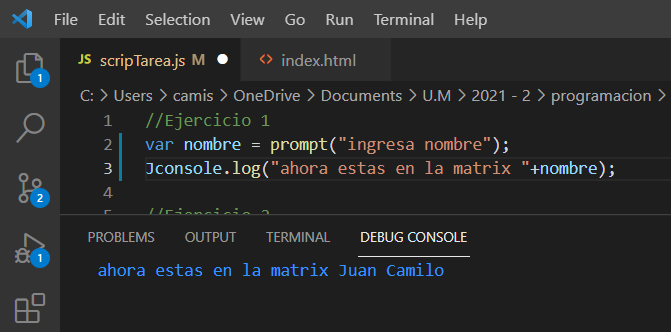 File Edit Selection View Go Run Terminal Help
JS scripTarea.js M index.html
C: > Users > camis > OneDrive > Documents > U.M > 2021 - 2 > programacion >
1 //Ejercicio 1
2 var nombre = prompt("ingresa nombre");
3 Jconsole.log("ahora estas en la matrix "+nombre);
4
5 //Ejercicio 2
PROBLEMS OUTPUT TERMINAL DEBUG CONSOLE
ahora estas en la matrix Juan Camilo
1
2
1